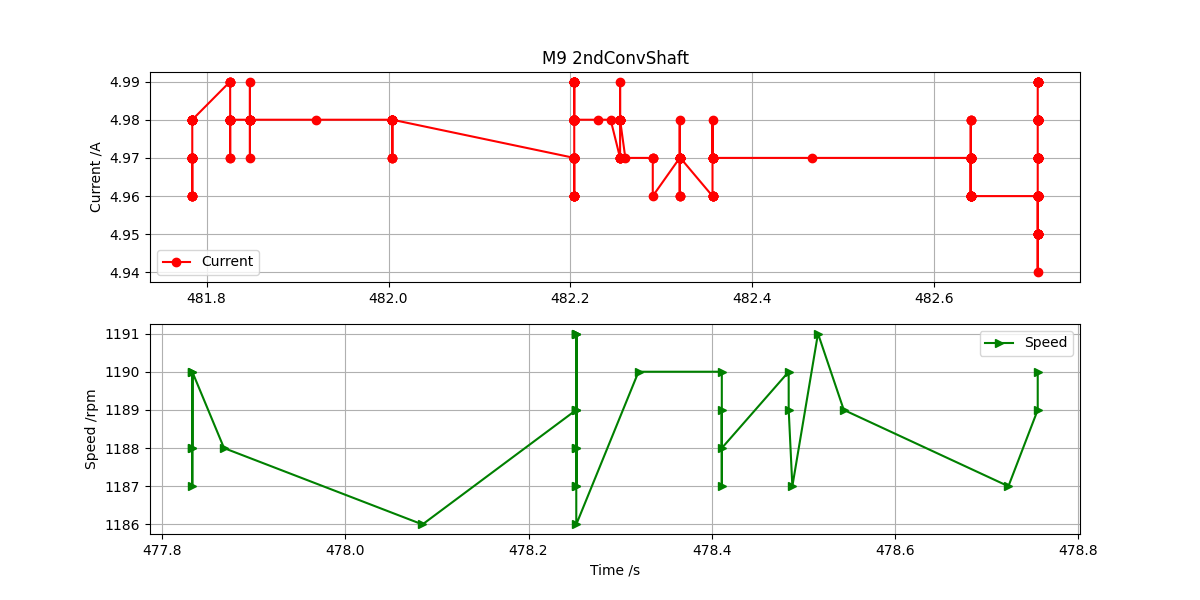 M9 2ndConvShaft
Current /A
4.99
4.98
4.97
4.96
4.95
4.94
Current
481.8 482.0 482.2 482.4 482.6
Speed /rpm
1191
1190
1189
1188
1187
1186
Speed
477.8 478.0 478.2 478.4 478.6 478.8
Time /s